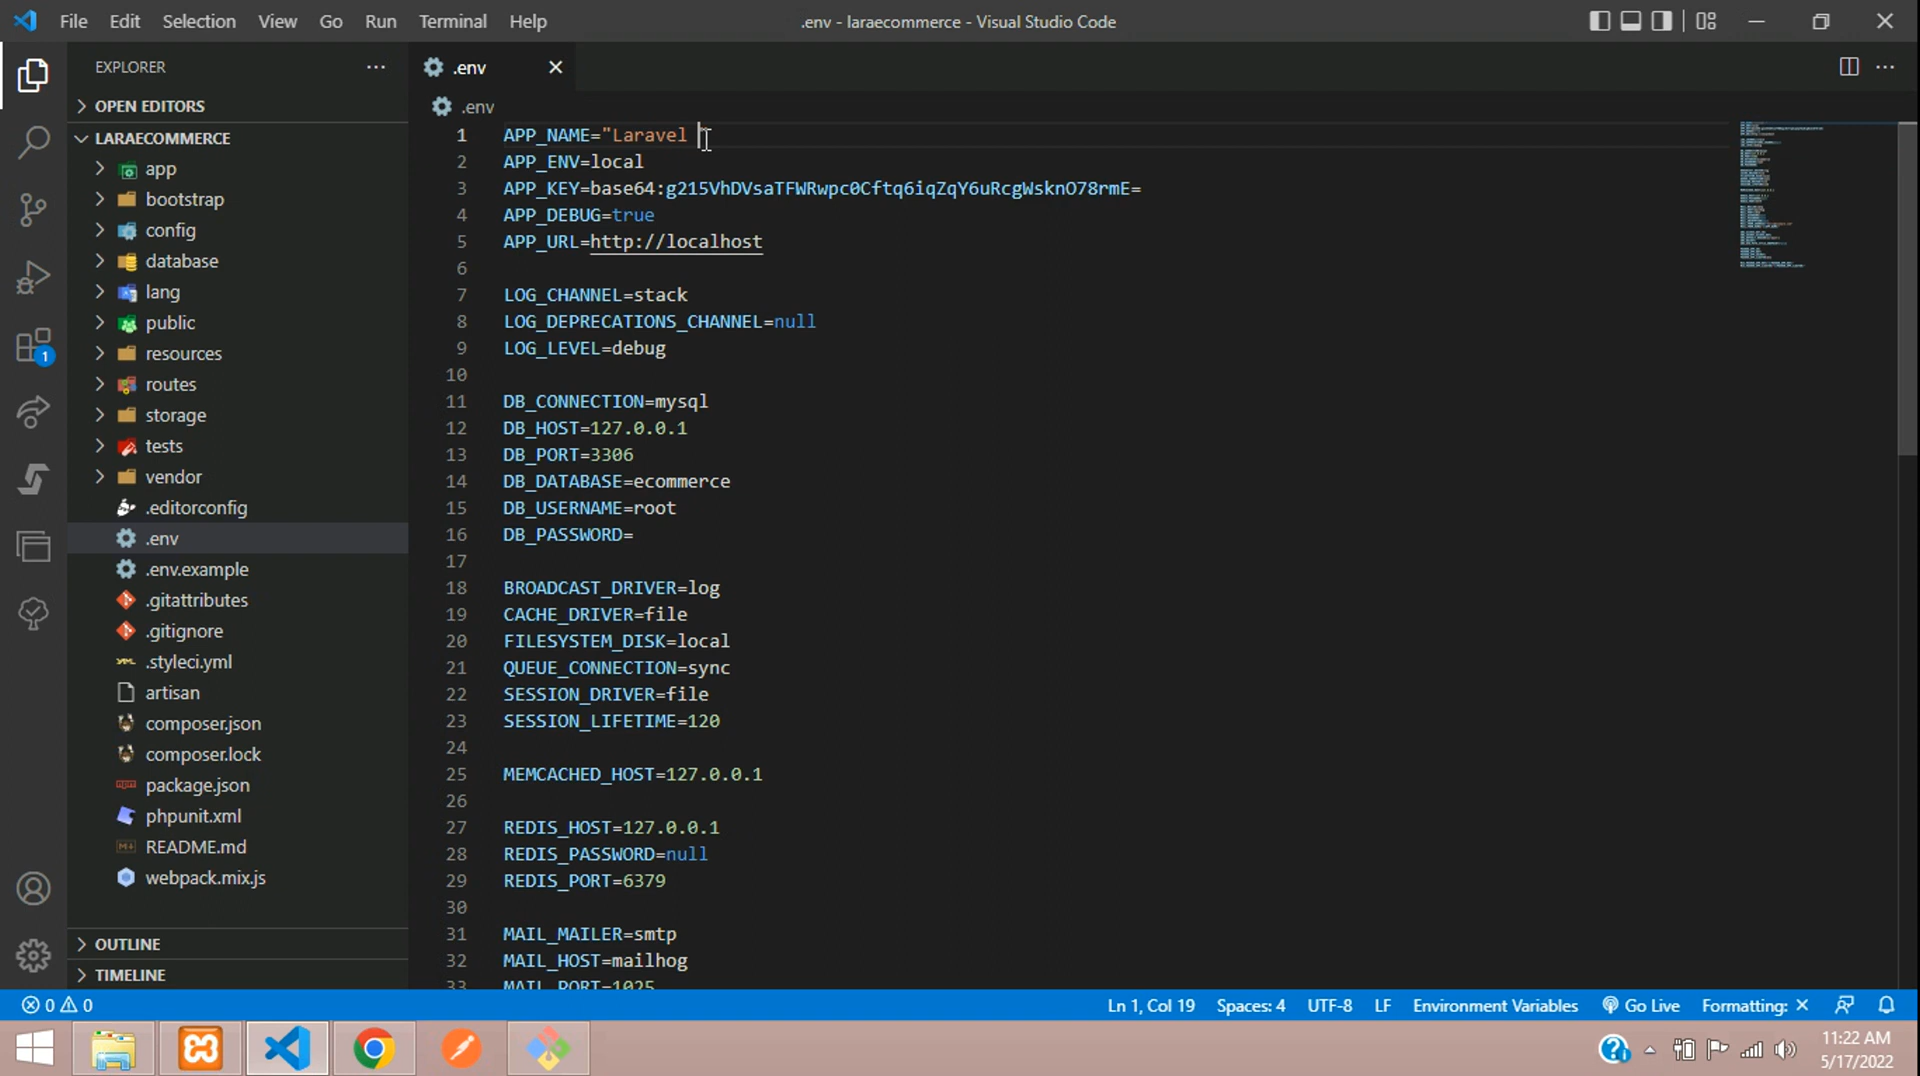 File Edit Selection View Go Run Terminal Help
.env - laraecommerce - Visual Studio Code
EXPLORER
OPEN EDITORS
LARAECOMMERCE
app
bootstrap
config
database
lang
public
resources
routes
storage
tests
vendor
.editorconfig
.env
.env.example
.gitattributes
.gitignore
.styleci.yml
artisan
composer.json
composer.lock
package.json
phpunit.xml
README.md
webpack.mix.js
OUTLINE
TIMELINE
1
.env
.env
1 APP_NAME="Laravel "
2 APP_ENV=local
3 APP_KEY=base64:g215VhDVsaTFWRwpc0Cftq6iqZqY6uRcgWsknO78rmE=
4 APP_DEBUG=true
5 APP_URL=http://localhost
6
7 LOG_CHANNEL=stack
8 LOG_DEPRECATIONS_CHANNEL=null
9 LOG_LEVEL=debug
10
11 DB_CONNECTION=mysql
12 DB_HOST=127.0.0.1
13 DB_PORT=3306
14 DB_DATABASE=ecommerce
15 DB_USERNAME=root
16 DB_PASSWORD=
17
18 BROADCAST_DRIVER=log
19 CACHE_DRIVER=file
20 FILESYSTEM_DISK=local
21 QUEUE_CONNECTION=sync
22 SESSION_DRIVER=file
23 SESSION_LIFETIME=120
24
25 MEMCACHED_HOST=127.0.0.1
26
27 REDIS_HOST=127.0.0.1
28 REDIS_PASSWORD=null
29 REDIS_PORT=6379
30
31 MAIL_MAILER=smtp
32 MAIL_HOST=mailhog
33 MAIL_PORT=1025
0 0
Ln 1, Col 19 Spaces: 4 UTF-8 LF Environment Variables Go Live Formatting: ×
11:22 AM
5/17/2022